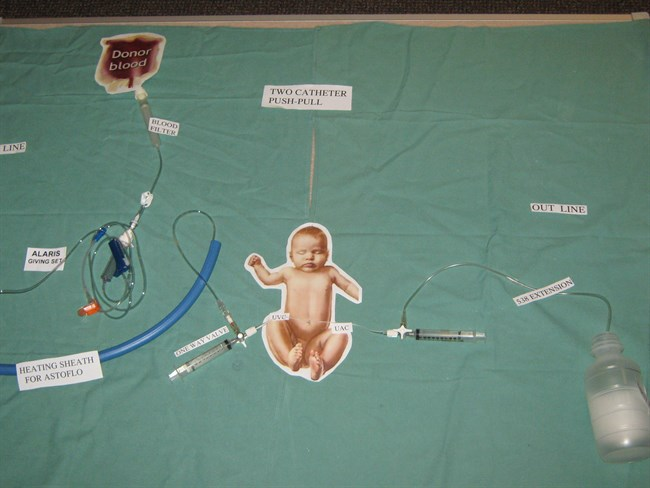 Donor
blood
TWO CATHETER
PUSH-PULL
BLOOD
FILTER
LINE
OUT LINE
ALARIS
GIVING SET
538 EXTENSION
UVC
UAC
ONE WAY VALVE
HEATING SHEATH
FOR ASTOFLO